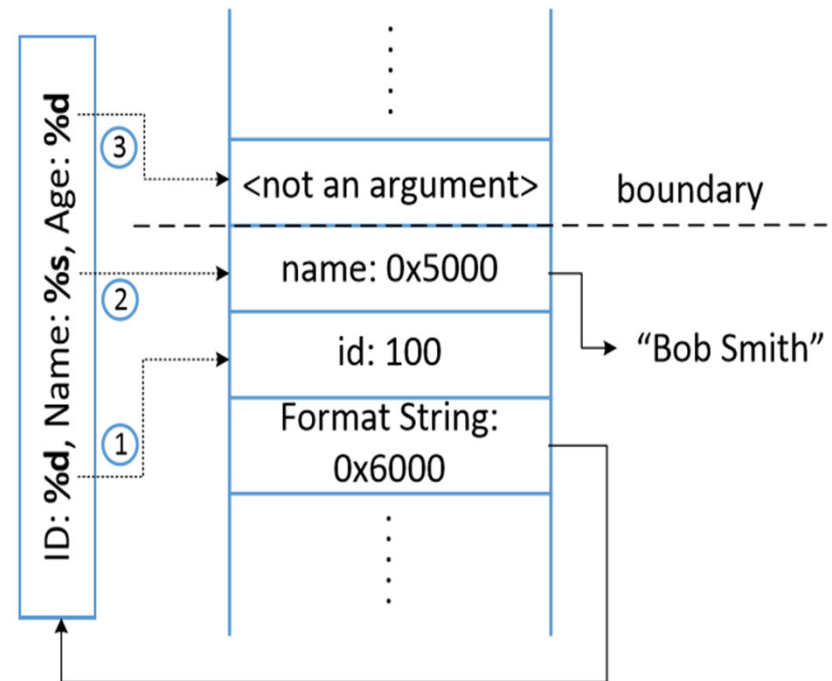 ID: %d, Name: %s, Age: %d
3
<not an argument>
boundary
2
name: 0x5000
id: 100
"Bob Smith"
1
Format String:
0x6000